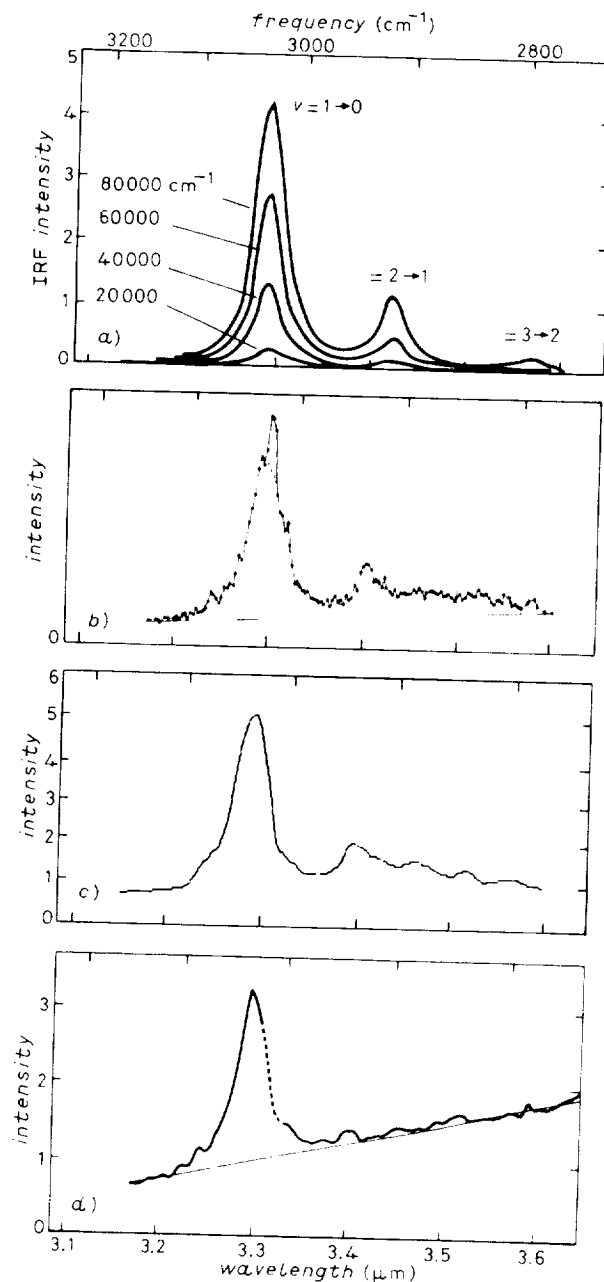 frequency (cm⁻¹)
3200 3000 2800
5
4
3
2
1
0
IRF intensity
v = 1→0
80000 cm⁻¹
60000
40000
20000
= 2→1
= 3→2
a)
intensity
0
b)
6
5
4
3
2
1
0
intensity
c)
3
2
1
0
intensity
d)
3.1 3.2 3.3 3.4 3.5 3.6
wavelength (μm)